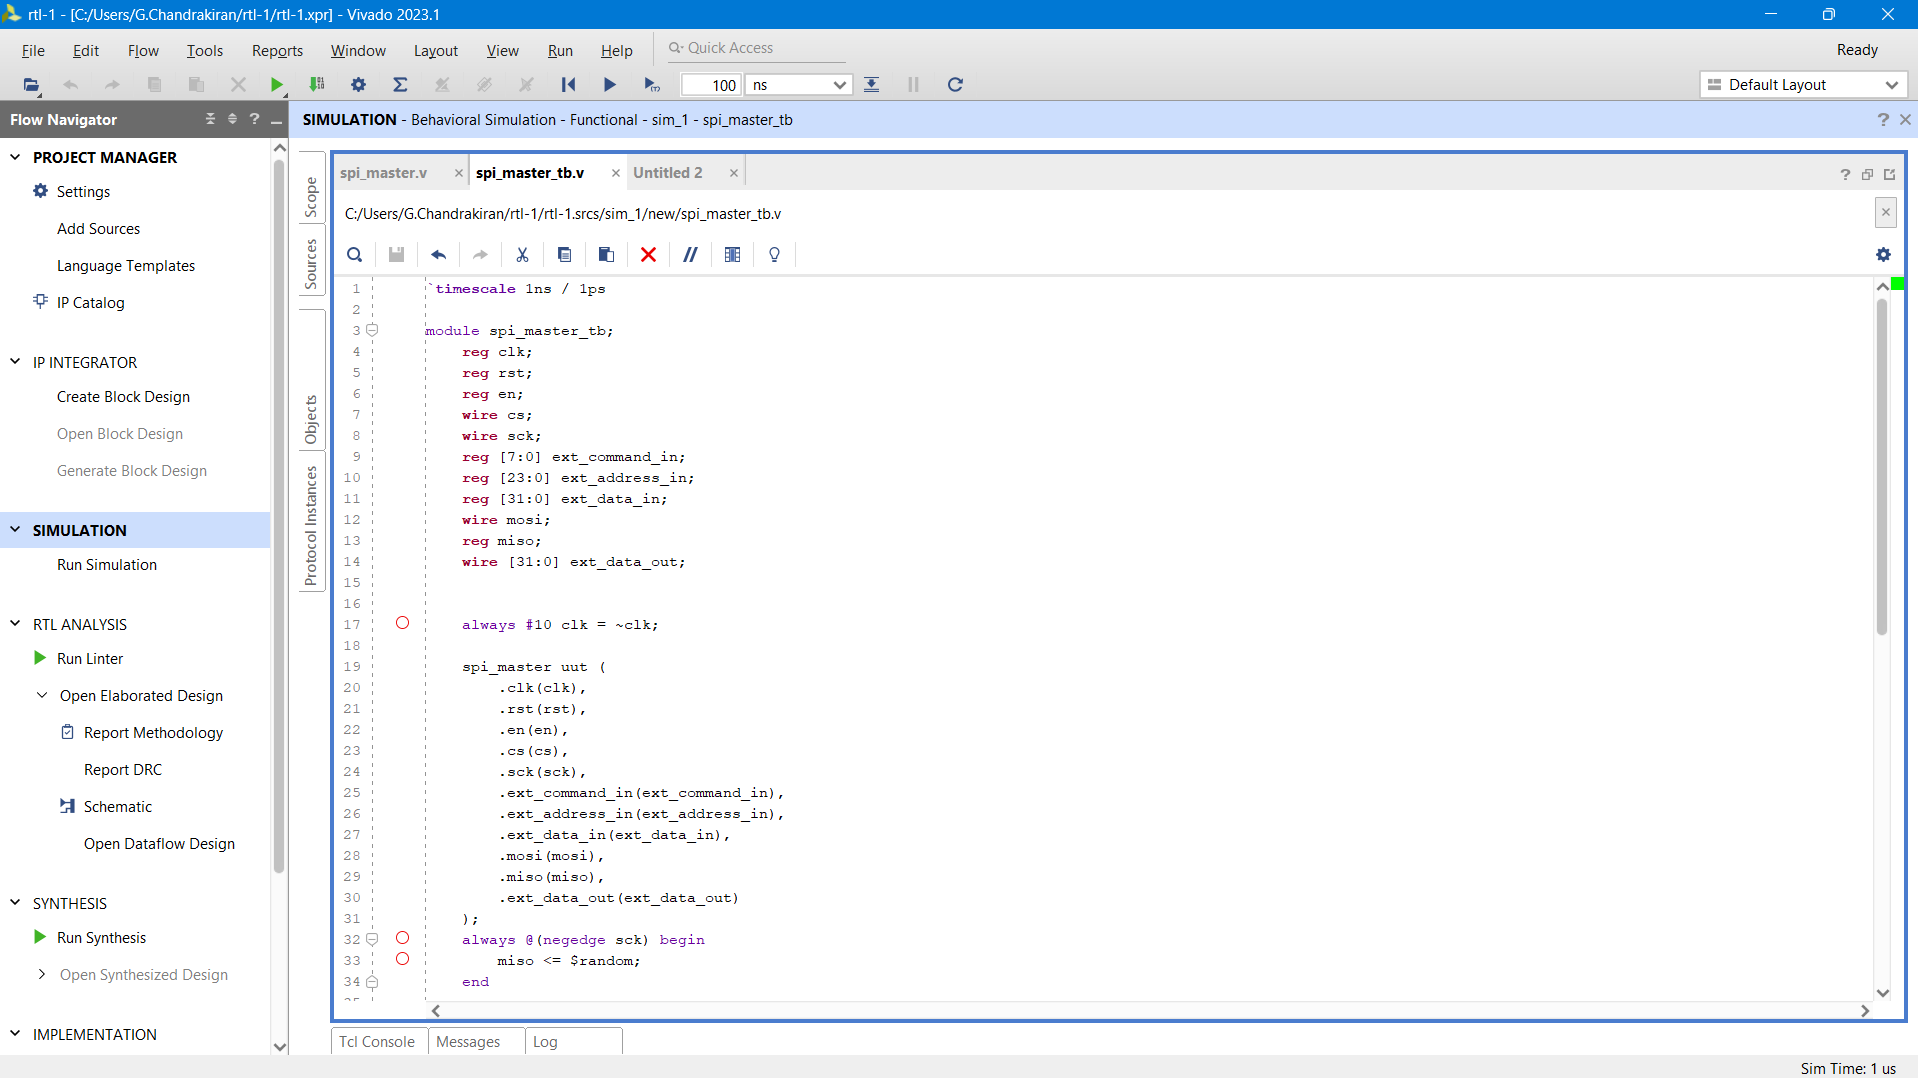 rtl-1 - [C:/Users/G.Chandrakiran/rtl-1/rtl-1.xpr] - Vivado 2023.1
File Edit Flow Tools Reports Window Layout View Run Help Quick Access Ready
100 ns Default Layout
Flow Navigator
PROJECT MANAGER
Settings
Add Sources
Language Templates
IP Catalog
IP INTEGRATOR
Create Block Design
Open Block Design
Generate Block Design
SIMULATION
Run Simulation
RTL ANALYSIS
Run Linter
Open Elaborated Design
Report Methodology
Report DRC
Schematic
Open Dataflow Design
SYNTHESIS
Run Synthesis
Open Synthesized Design
IMPLEMENTATION
SIMULATION - Behavioral Simulation - Functional - sim_1 - spi_master_tb
Scope
Sources
Objects
Protocol Instances
spi_master.v spi_master_tb.v Untitled 2
C:/Users/G.Chandrakiran/rtl-1/rtl-1.srcs/sim_1/new/spi_master_tb.v
1 `timescale 1ns / 1ps
2
3 module spi_master_tb;
4 reg clk;
5 reg rst;
6 reg en;
7 wire cs;
8 wire sck;
9 reg [7:0] ext_command_in;
10 reg [23:0] ext_address_in;
11 reg [31:0] ext_data_in;
12 wire mosi;
13 reg miso;
14 wire [31:0] ext_data_out;
15
16
17 always #10 clk = ~clk;
18
19 spi_master uut (
20 .clk(clk),
21 .rst(rst),
22 .en(en),
23 .cs(cs),
24 .sck(sck),
25 .ext_command_in(ext_command_in),
26 .ext_address_in(ext_address_in),
27 .ext_data_in(ext_data_in),
28 .mosi(mosi),
29 .miso(miso),
30 .ext_data_out(ext_data_out)
31 );
32 always @(negedge sck) begin
33 miso <= $random;
34 end
Tcl Console Messages Log
Sim Time: 1 us